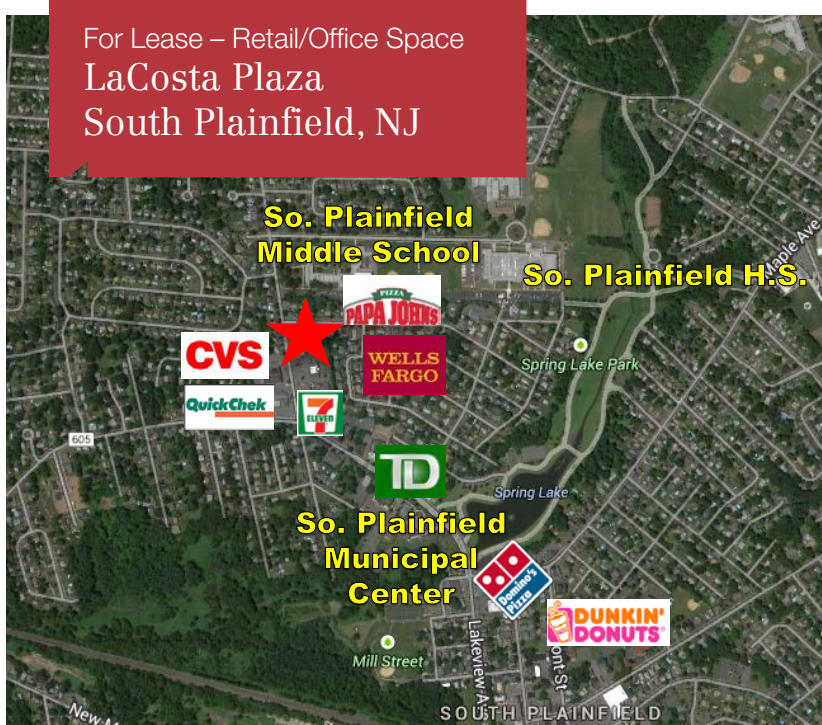 For Lease – Retail/Office Space
LaCosta Plaza
South Plainfield, NJ
So. Plainfield
Middle School
Maple Ave
So. Plainfield H.S.
PIZZA
PAPA JOHNS
CVS
WELLS
FARGO
Spring Lake Park
QuickChek
7
ELEVEN
605
TD
Spring Lake
So. Plainfield
Municipal
Center
Domino's
Pizza
DUNKIN'
DONUTS
Mill Street
Lakeview
SOUTH PLAINFIELD